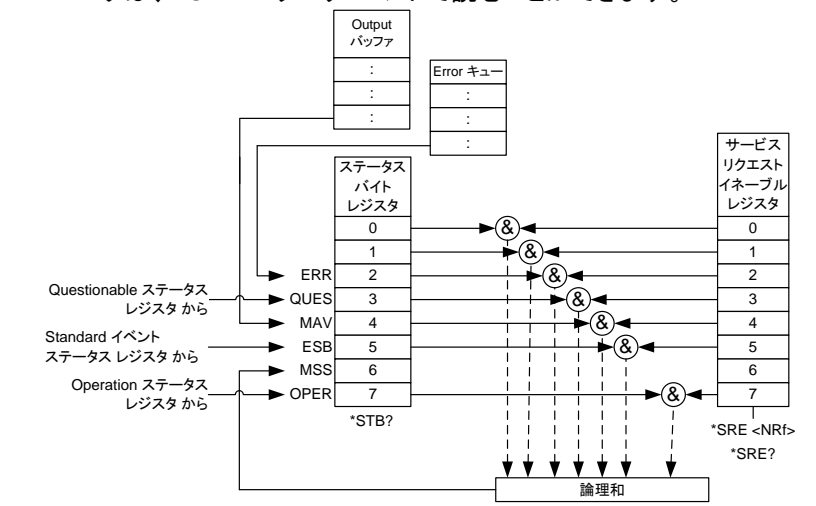 Output
バッファ
:
:
:
Error キュー
:
:
:
ステータス
バイト
レジスタ
0
1
2
3
4
5
6
7
*STB?
ERR
QUES
MAV
ESB
MSS
OPER
Questionable ステータス
レジスタ から
Standard イベント
ステータス レジスタ から
Operation ステータス
レジスタ から
&
&
&
&
&
&
&
サービス
リクエスト
イネーブル
レジスタ
0
1
2
3
4
5
6
7
*SRE <NRf>
*SRE?
論理和